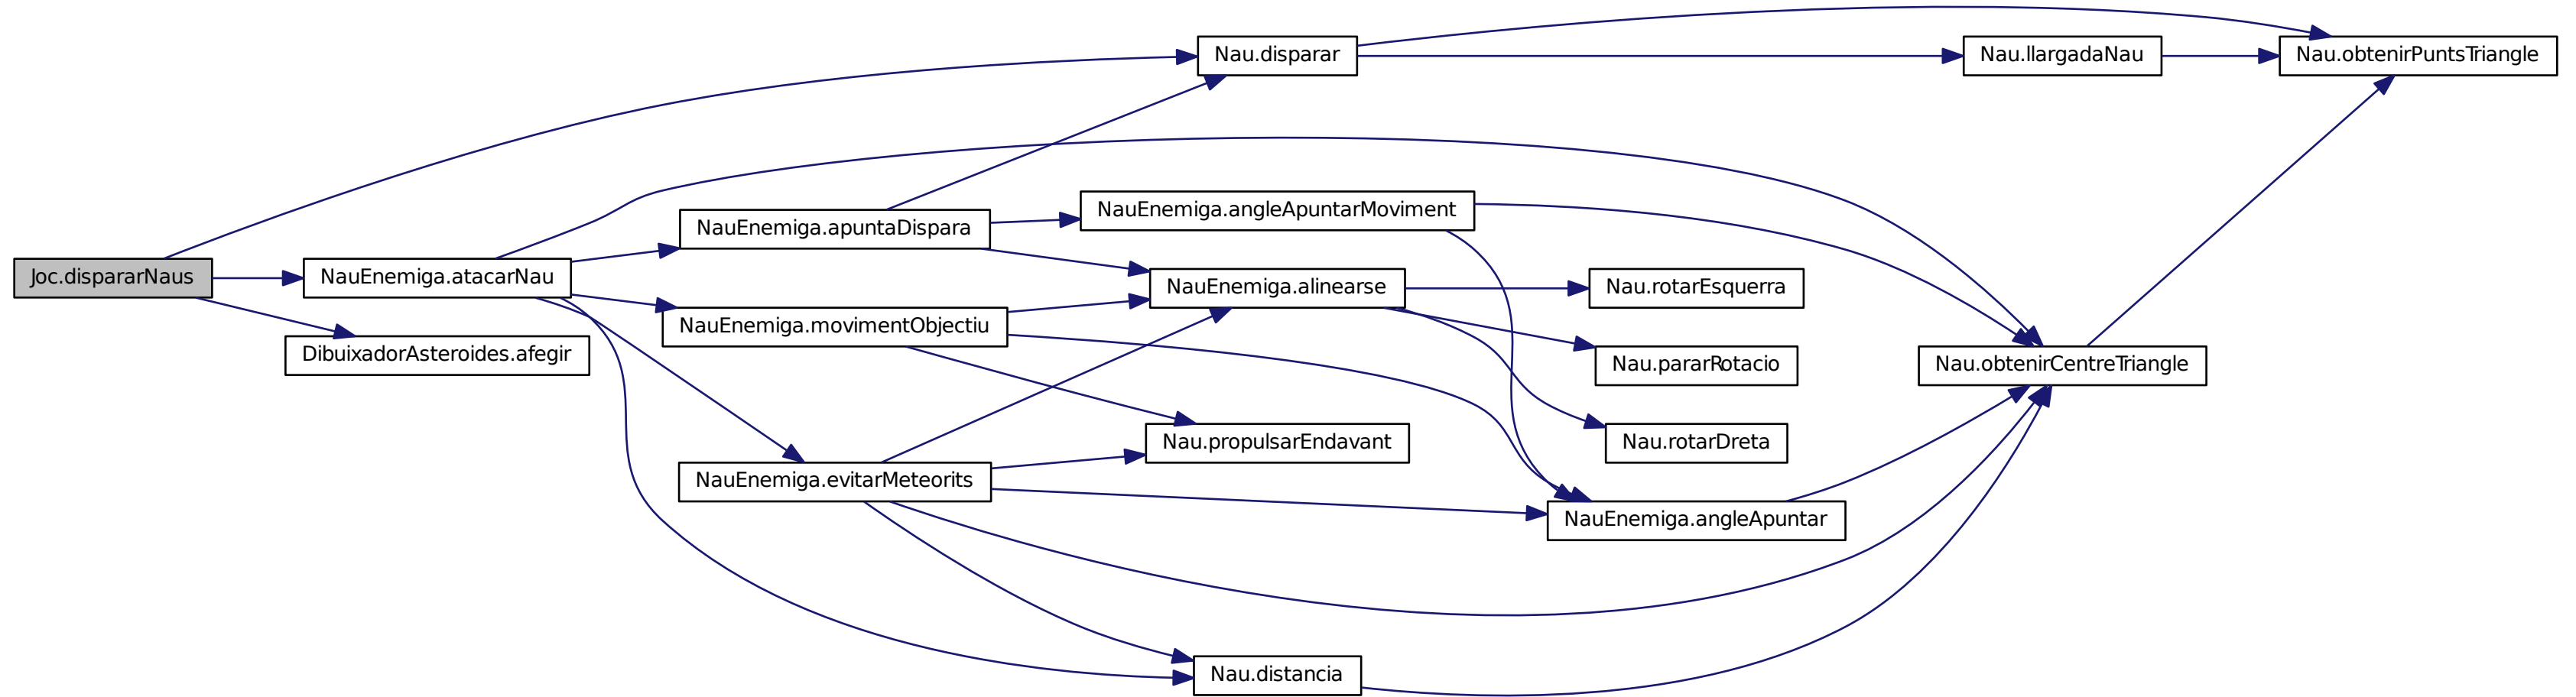 Joc.dispararNaus
NauEnemiga.atacarNau
DibuixadorAsteroides.afegir
NauEnemiga.apuntaDispara
NauEnemiga.movimentObjectiu
NauEnemiga.evitarMeteorits
Nau.disparar
NauEnemiga.angleApuntarMoviment
NauEnemiga.alinearse
Nau.propulsarEndavant
Nau.distancia
Nau.rotarEsquerra
Nau.pararRotacio
Nau.rotarDreta
NauEnemiga.angleApuntar
Nau.llargadaNau
Nau.obtenirCentreTriangle
Nau.obtenirPuntsTriangle